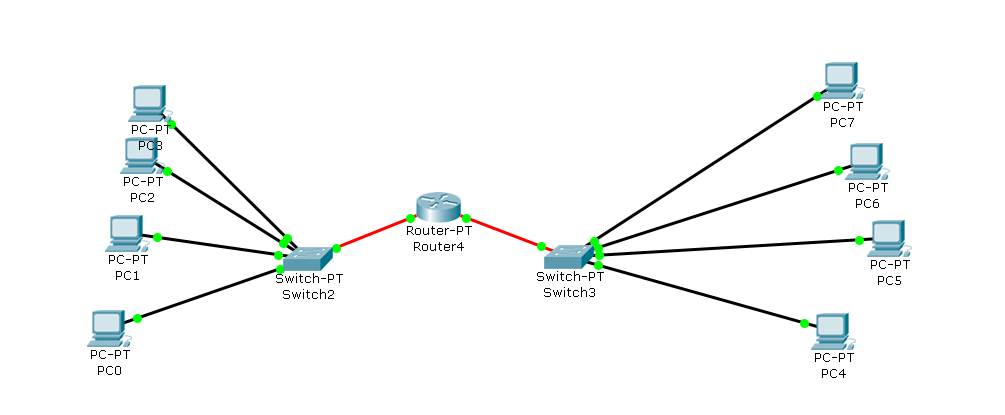 PC-PT
PC3
PC-PT
PC2
PC-PT
PC1
PC-PT
PC0
Switch-PT
Switch2
Router-PT
Router4
Switch-PT
Switch3
PC-PT
PC7
PC-PT
PC6
PC-PT
PC5
PC-PT
PC4